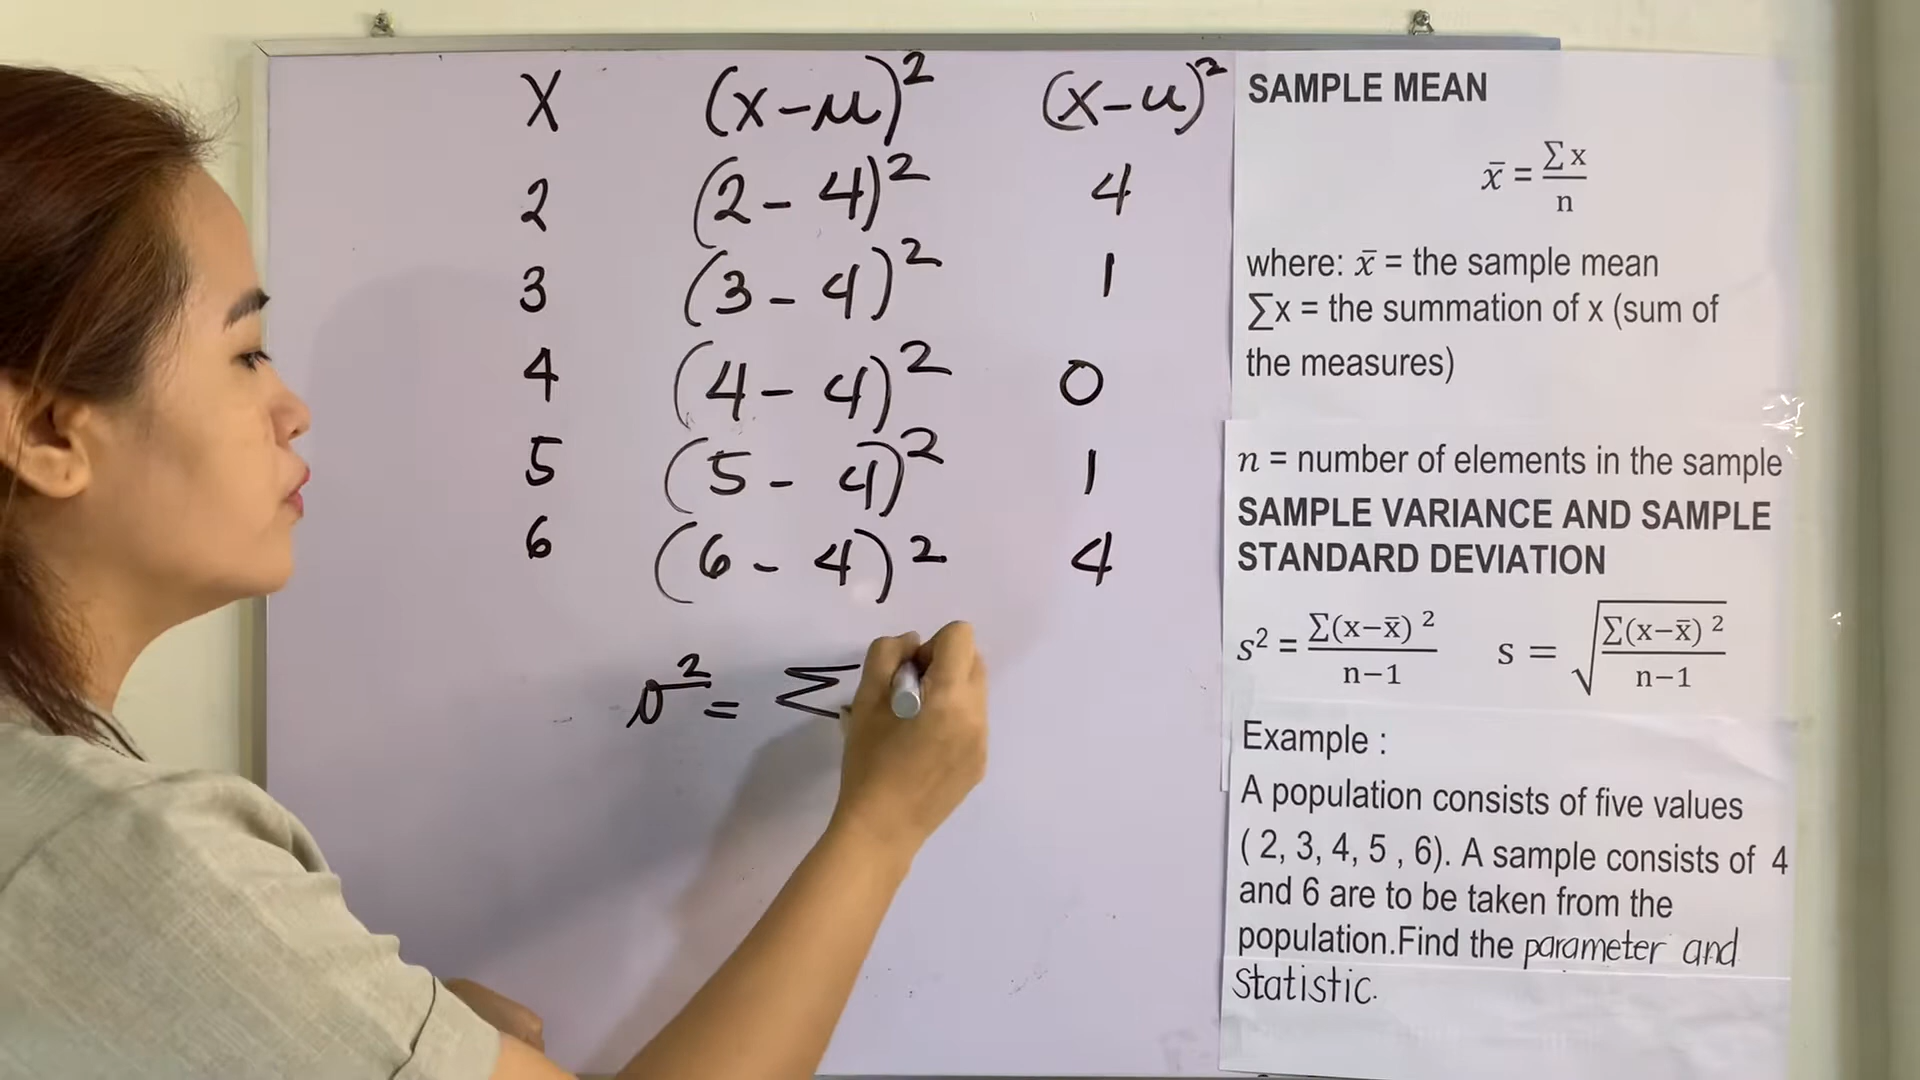 X (x-μ)² (x-u)²
2 (2-4)² 4
3 (3-4)² 1
4 (4-4)² 0
5 (5-4)² 1
6 (6-4)² 4
σ² = Σ
SAMPLE MEAN
x̄ = ∑x / n
where: x̄ = the sample mean
∑x = the summation of x (sum of
the measures)
n = number of elements in the sample
SAMPLE VARIANCE AND SAMPLE
STANDARD DEVIATION
s² = ∑(x-x̄)² / n-1 s = √(∑(x-x̄)² / n-1)
Example :
A population consists of five values
( 2, 3, 4, 5 , 6). A sample consists of 4
and 6 are to be taken from the
population.Find the parameter and
Statistic.